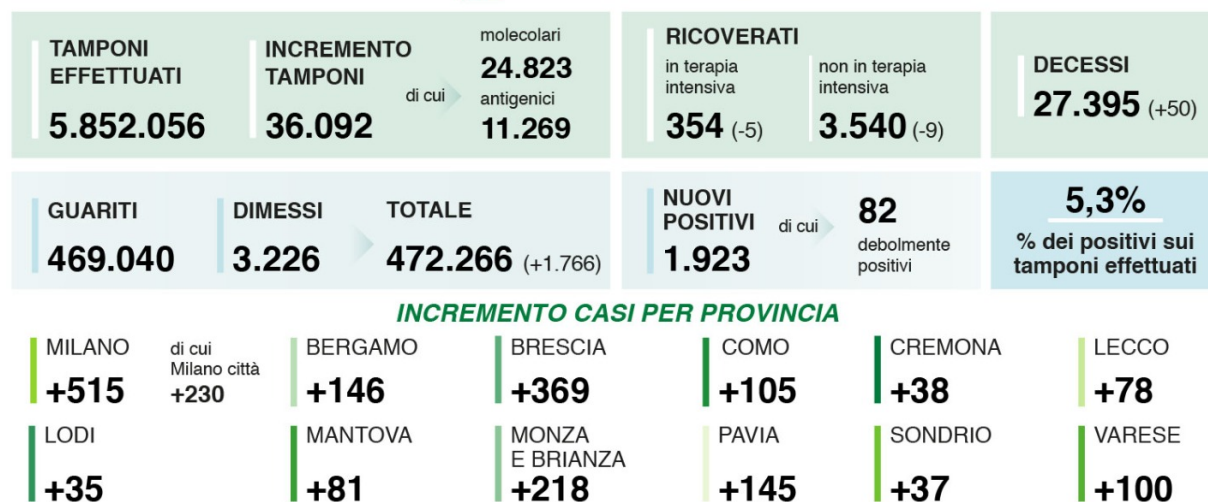 TAMPONI
EFFETTUATI
5.852.056
INCREMENTO
TAMPONI
36.092
di cui
molecolari
24.823
antigenici
11.269
RICOVERATI
in terapia
intensiva
354 (-5)
non in terapia
intensiva
3.540 (-9)
DECESSI
27.395 (+50)
GUARITI
469.040
DIMESSI
3.226
TOTALE
472.266 (+1.766)
NUOVI
POSITIVI
1.923
di cui
82
debolmente
positivi
5,3%
% dei positivi sui
tamponi effettuati
INCREMENTO CASI PER PROVINCIA
MILANO
+515
di cui
Milano città
+230
BERGAMO
+146
BRESCIA
+369
COMO
+105
CREMONA
+38
LECCO
+78
LODI
+35
MANTOVA
+81
MONZA
E BRIANZA
+218
PAVIA
+145
SONDRIO
+37
VARESE
+100